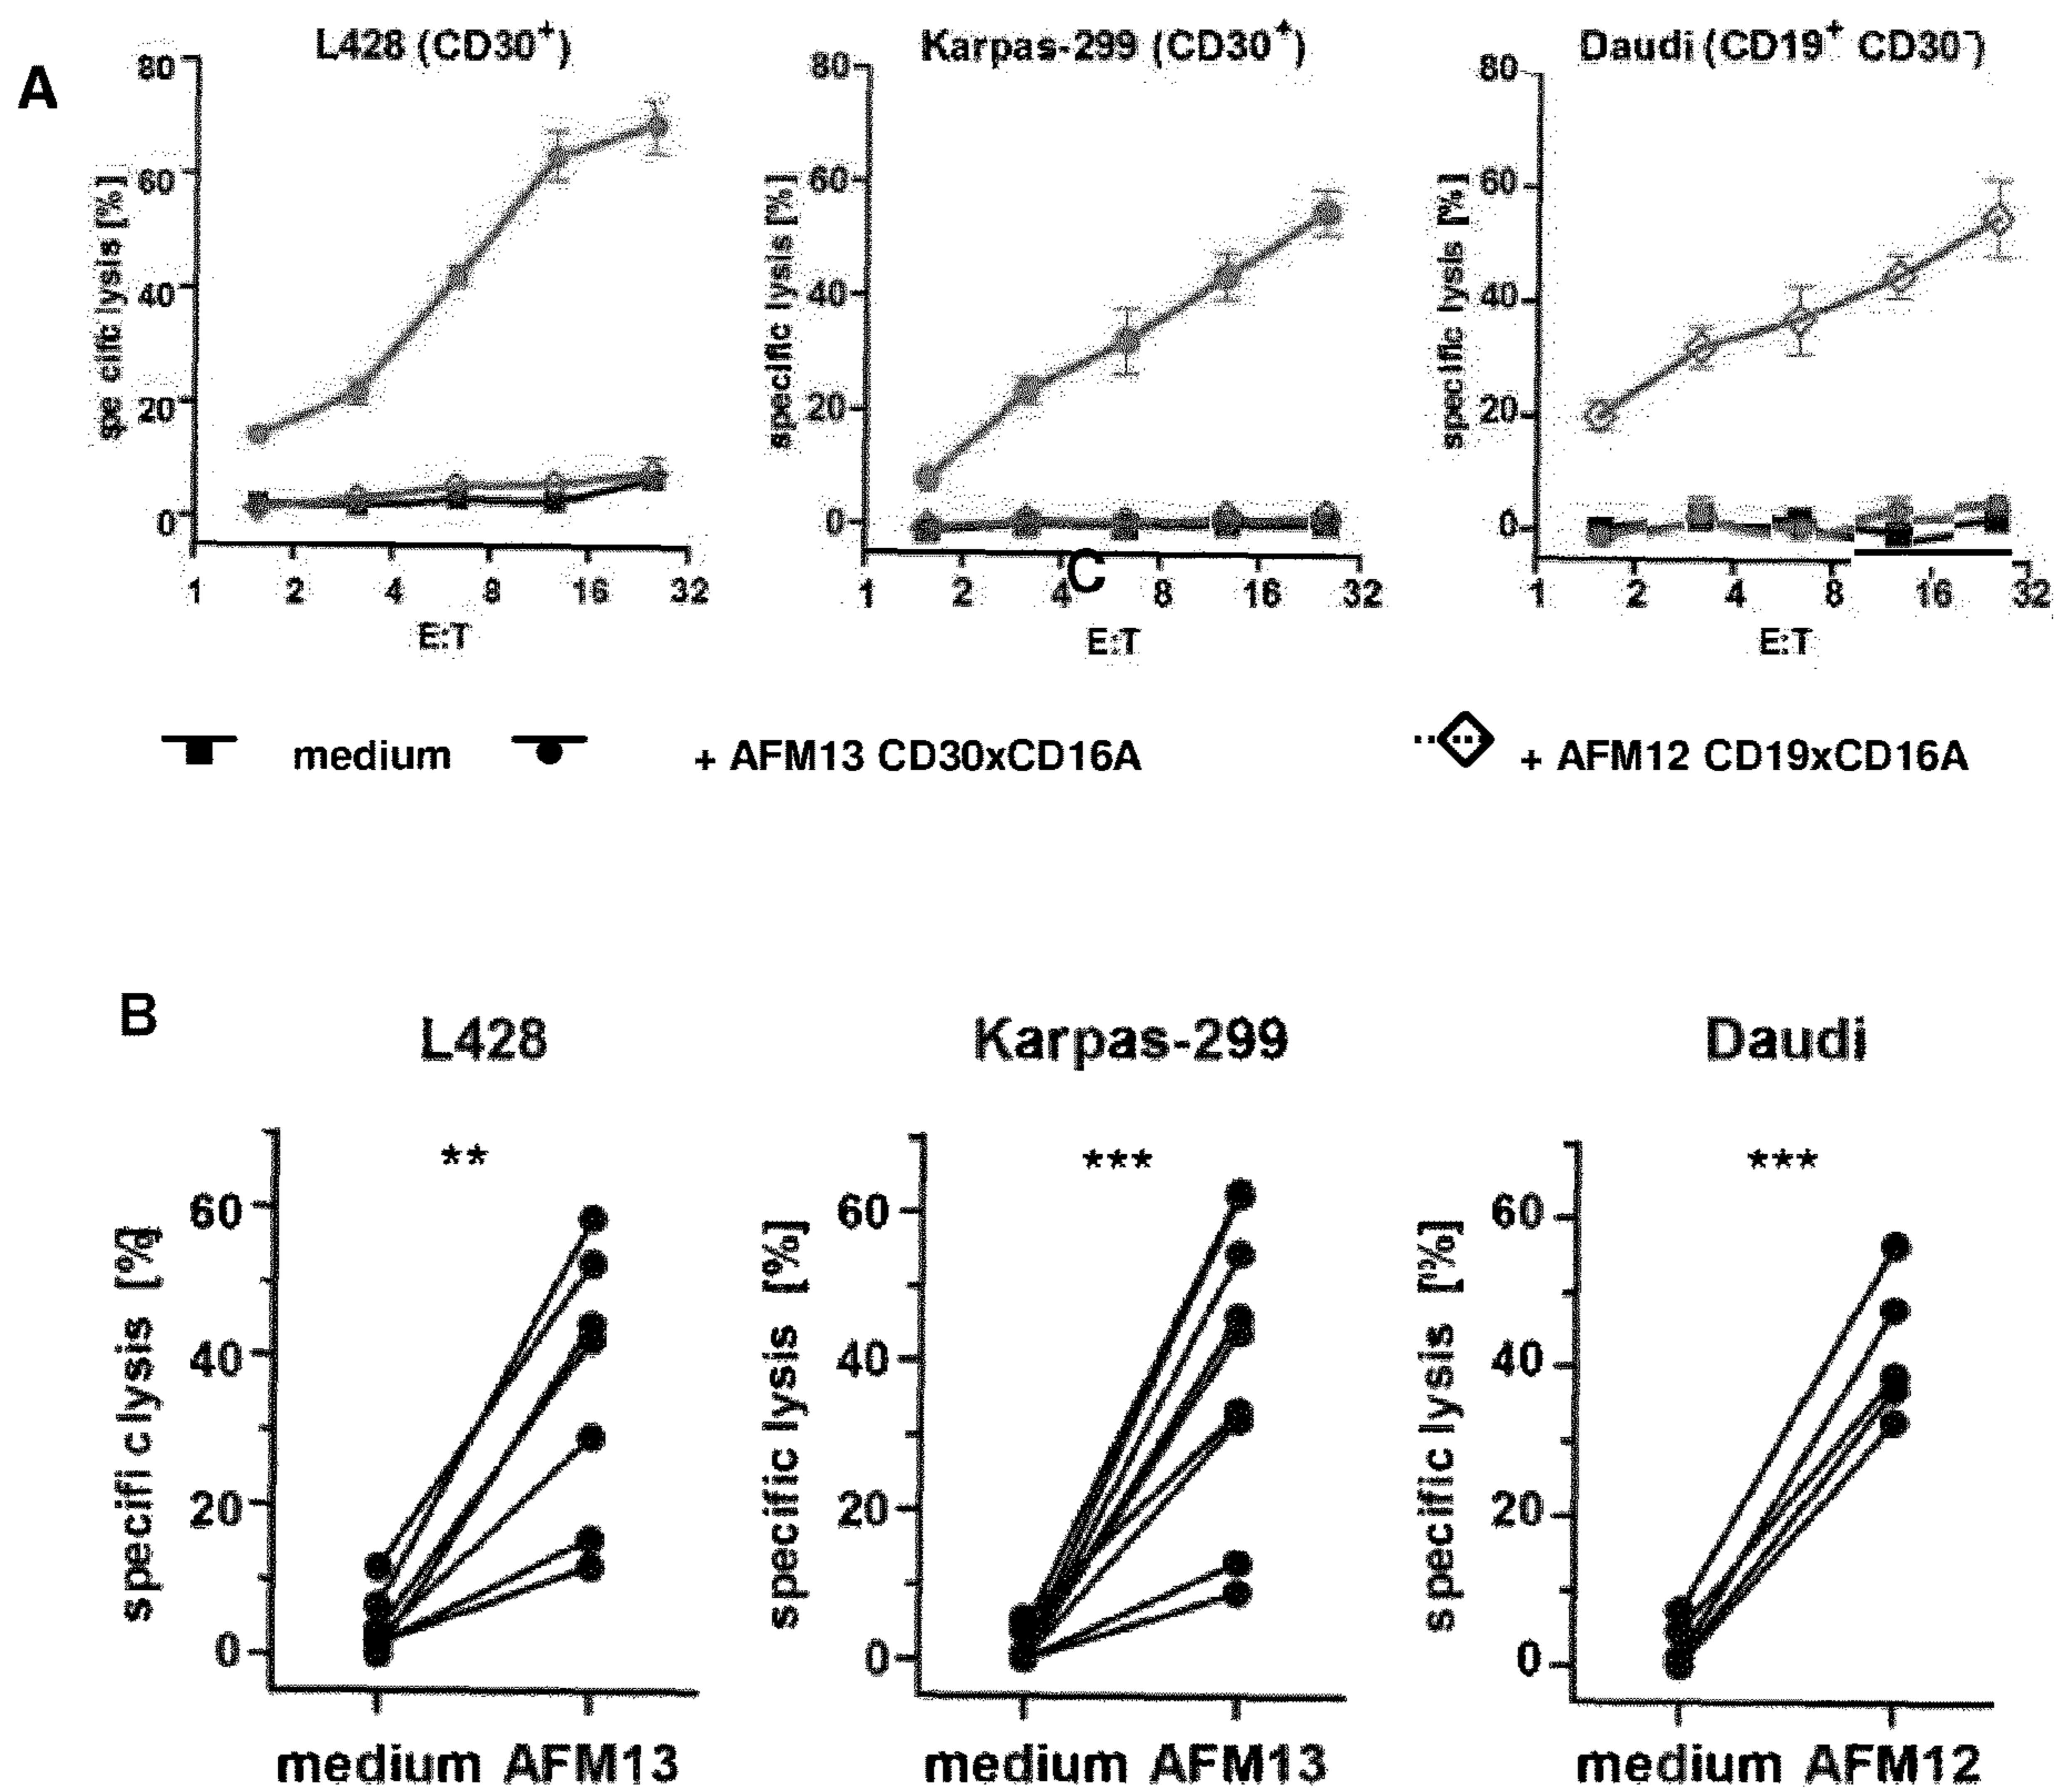 A
L428 (CD30+)
Karpas-299 (CD30+)
Daudi (CD19+ CD30-)
80
60
40
20
0
spe cific lysis [%]
1 2 4 8 16 32
E:T
80
60
40
20
0
specific lysis [%]
1 2 4 8 16 32
C
E:T
80
60
40
20
0
specific lysis [%]
1 2 4 8 16 32
E:T
medium + AFM13 CD30xCD16A + AFM12 CD19xCD16A
B
L428
Karpas-299
Daudi
**
60
40
20
0
specifi c lysis [%]
medium AFM13
***
60
40
20
0
specific lysis [%]
medium AFM13
***
60
40
20
0
specific lysis [%]
medium AFM12